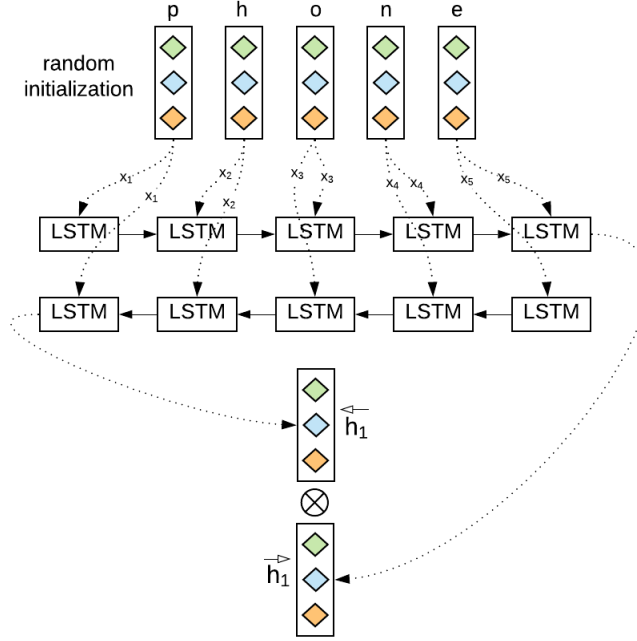 p h o n e
random
initialization
x₁ x₂ x₃ x₃ x₄ x₄ x₅ x₅
x₁ x₂
LSTM LSTM LSTM LSTM LSTM
LSTM LSTM LSTM LSTM LSTM
h₁
h₁